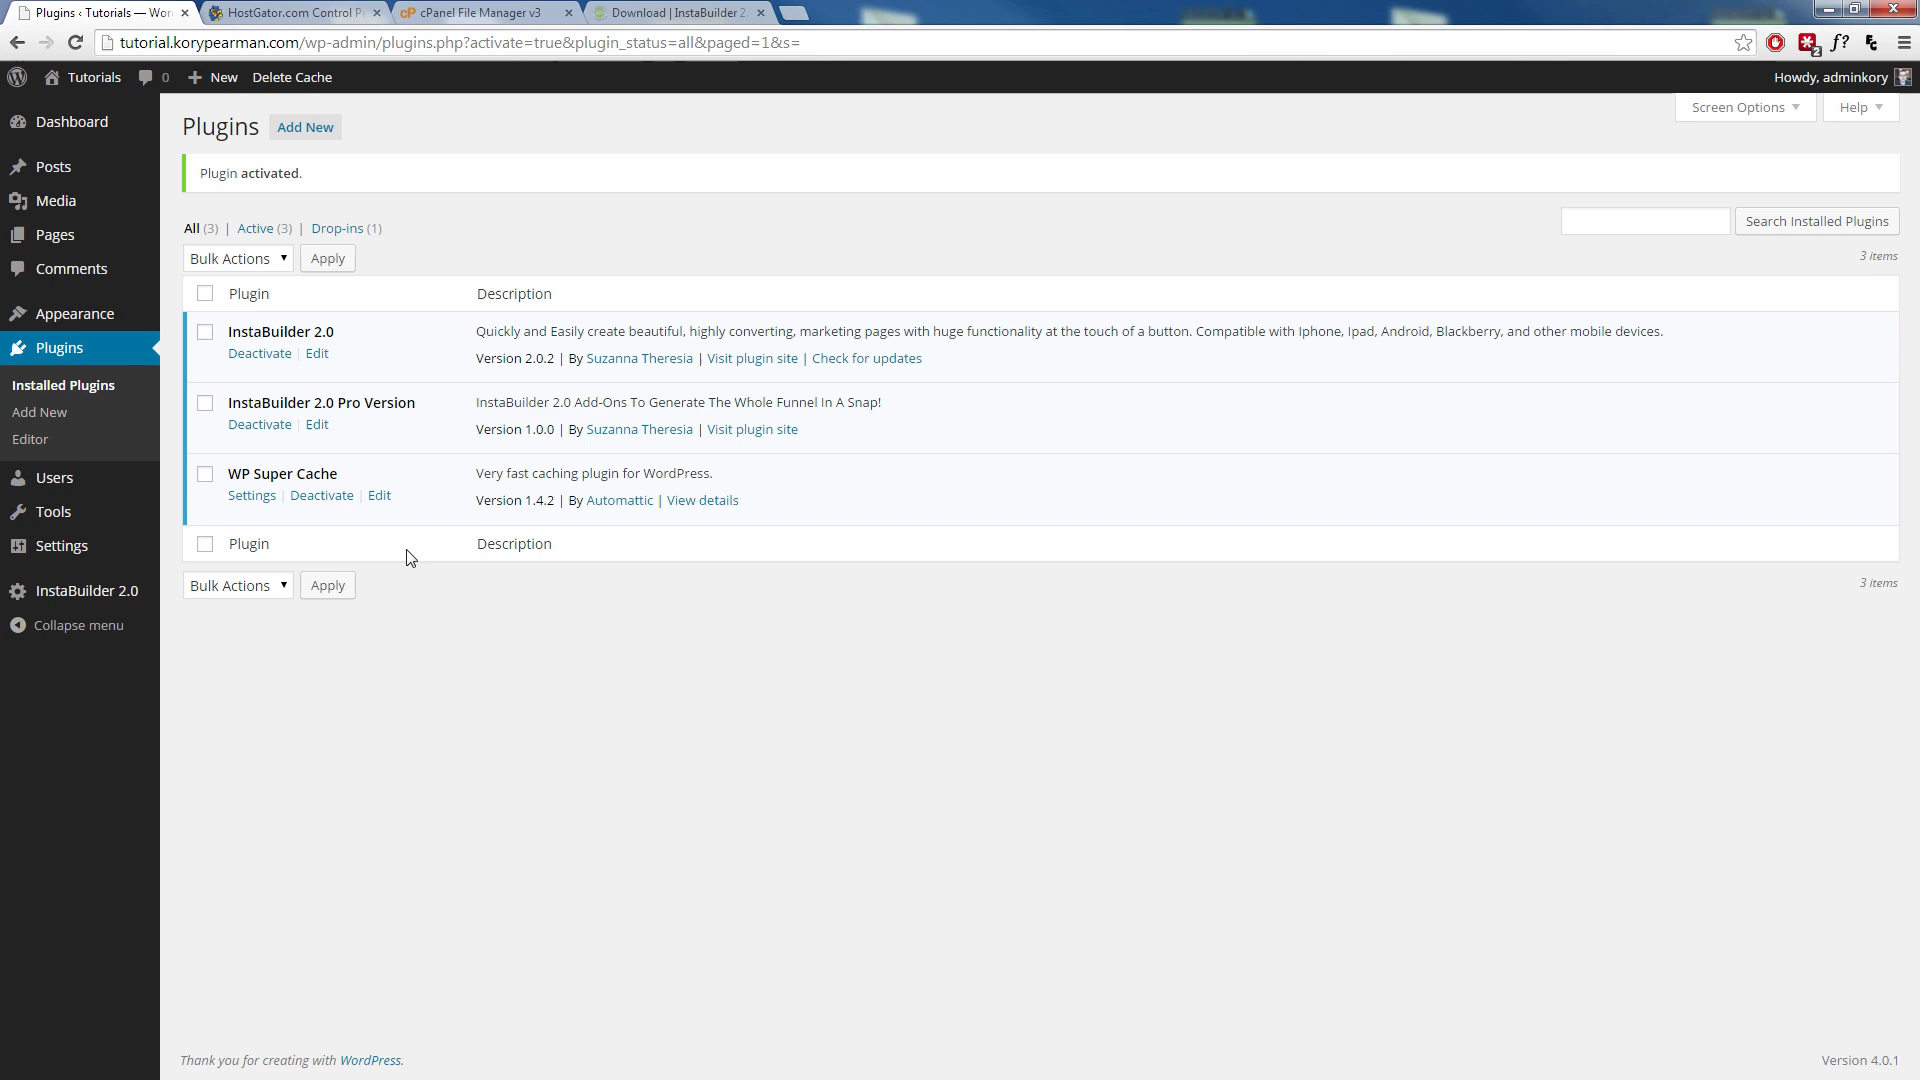 Plugins ‹ Tutorials — Wor
HostGator.com Control P
cPanel File Manager v3
Download | InstaBuilder 2.
tutorial.korypearman.com/wp-admin/plugins.php?activate=true&plugin_status=all&paged=1&s=
Tutorials 0 New Delete Cache
Howdy, adminkory
Dashboard
Posts
Media
Pages
Comments
Appearance
Plugins
Installed Plugins
Add New
Editor
Users
Tools
Settings
InstaBuilder 2.0
Collapse menu
Screen Options Help
Plugins Add New
Plugin activated.
All (3) | Active (3) | Drop-ins (1)
Search Installed Plugins
Bulk Actions Apply
3 items
Plugin Description
InstaBuilder 2.0
Deactivate | Edit
Quickly and Easily create beautiful, highly converting, marketing pages with huge functionality at the touch of a button. Compatible with Iphone, Ipad, Android, Blackberry, and other mobile devices.
Version 2.0.2 | By Suzanna Theresia | Visit plugin site | Check for updates
InstaBuilder 2.0 Pro Version
Deactivate | Edit
InstaBuilder 2.0 Add-Ons To Generate The Whole Funnel In A Snap!
Version 1.0.0 | By Suzanna Theresia | Visit plugin site
WP Super Cache
Settings | Deactivate | Edit
Very fast caching plugin for WordPress.
Version 1.4.2 | By Automattic | View details
Plugin Description
Bulk Actions Apply
3 items
Thank you for creating with WordPress.
Version 4.0.1